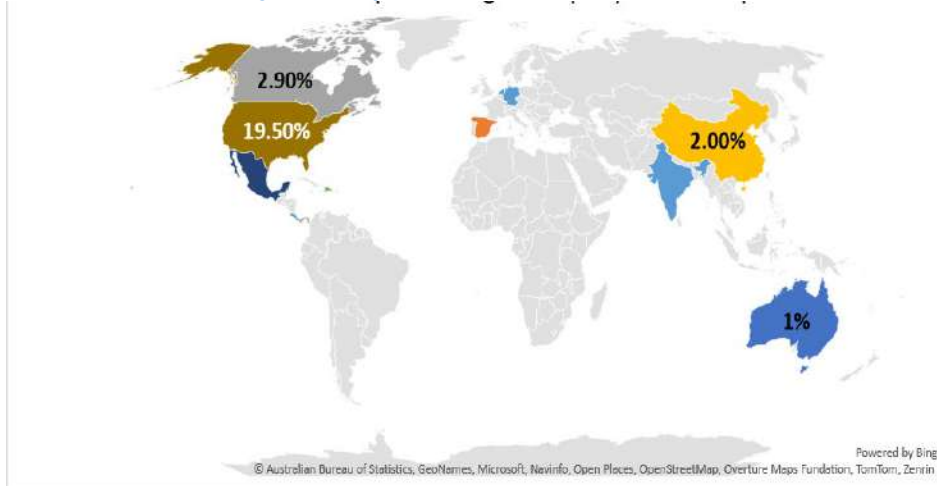 2.90%
19.50%
2.00%
1%
Powered by Bing
© Australian Bureau of Statistics, GeoNames, Microsoft, Navinfo, Open Places, OpenStreetMap, Overture Maps Fundation, TomTom, Zenrin